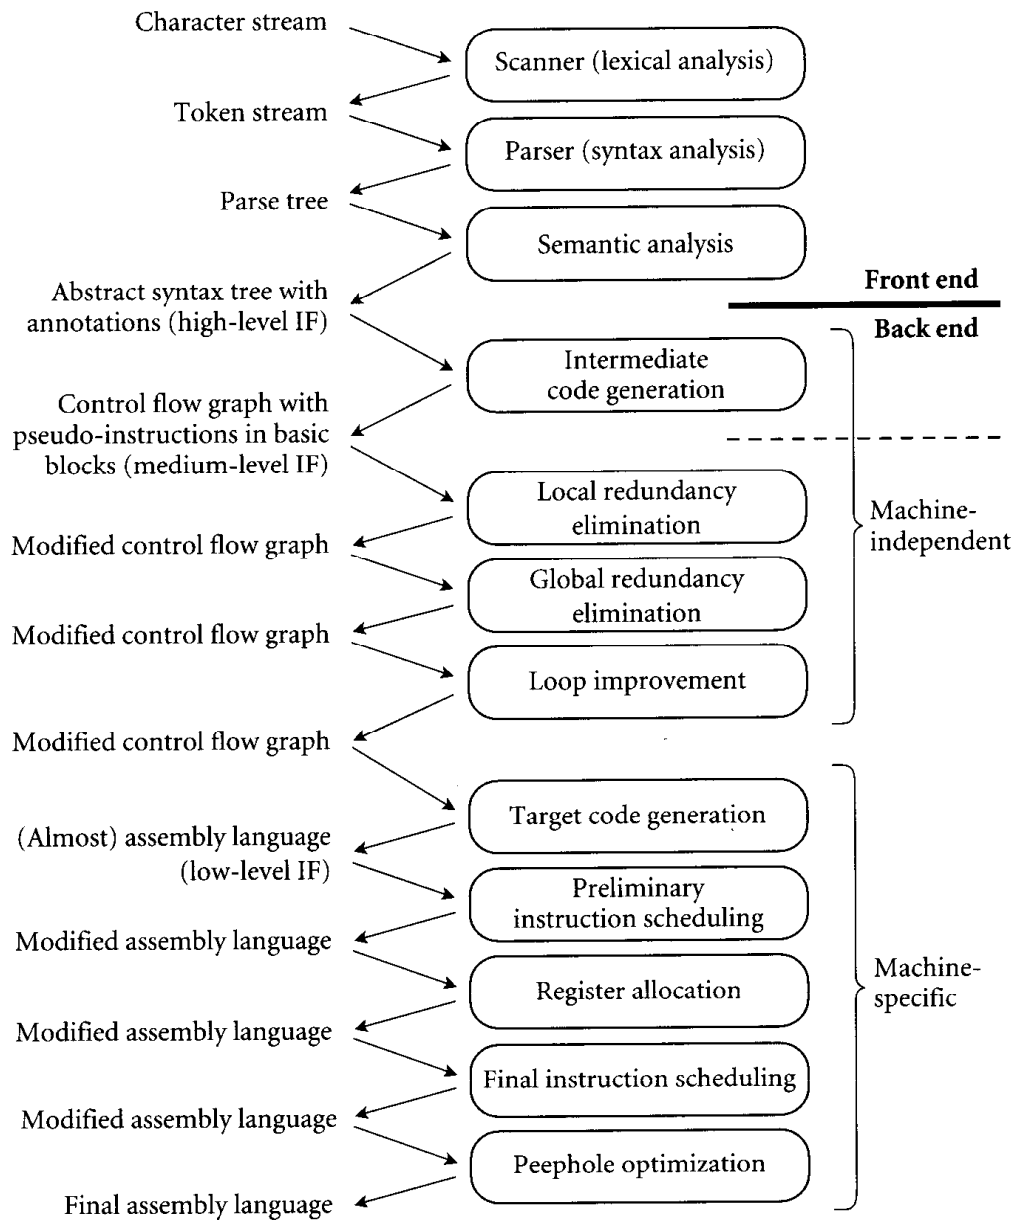 Character stream
Scanner (lexical analysis)
Token stream
Parser (syntax analysis)
Parse tree
Semantic analysis
Front end
Abstract syntax tree with
annotations (high-level IF)
Back end
Intermediate
code generation
Control flow graph with
pseudo-instructions in basic
blocks (medium-level IF)
Local redundancy
elimination
Machine-
independent
Modified control flow graph
Global redundancy
elimination
Modified control flow graph
Loop improvement
Modified control flow graph
Target code generation
(Almost) assembly language
(low-level IF)
Preliminary
instruction scheduling
Modified assembly language
Machine-
specific
Register allocation
Modified assembly language
Final instruction scheduling
Modified assembly language
Peephole optimization
Final assembly language